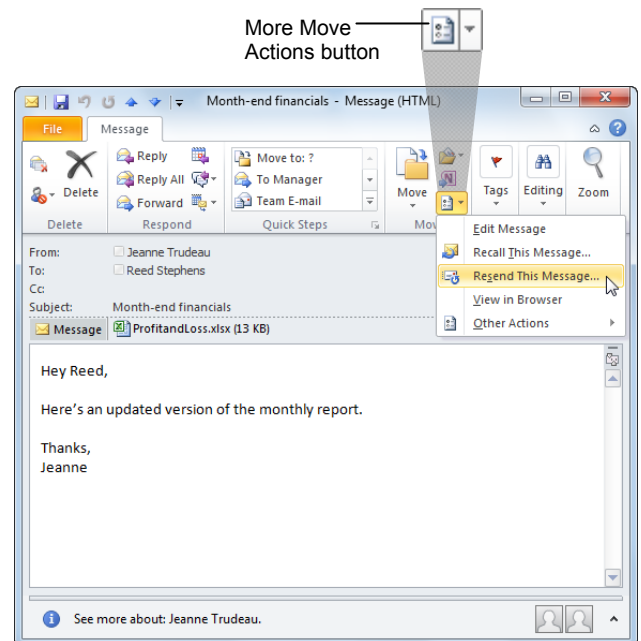 More Move
Actions button
Month-end financials - Message (HTML)
File Message
Reply
Reply All
Forward
Delete
Move to: ?
To Manager
Team E-mail
Move
Tags
Editing
Zoom
Delete
Respond
Quick Steps
Mov
Edit Message
Recall This Message...
Resend This Message...
View in Browser
Other Actions
From: Jeanne Trudeau
To: Reed Stephens
Cc:
Subject: Month-end financials
Message ProfitandLoss.xlsx (13 KB)
Hey Reed,
Here's an updated version of the monthly report.
Thanks,
Jeanne
See more about: Jeanne Trudeau.